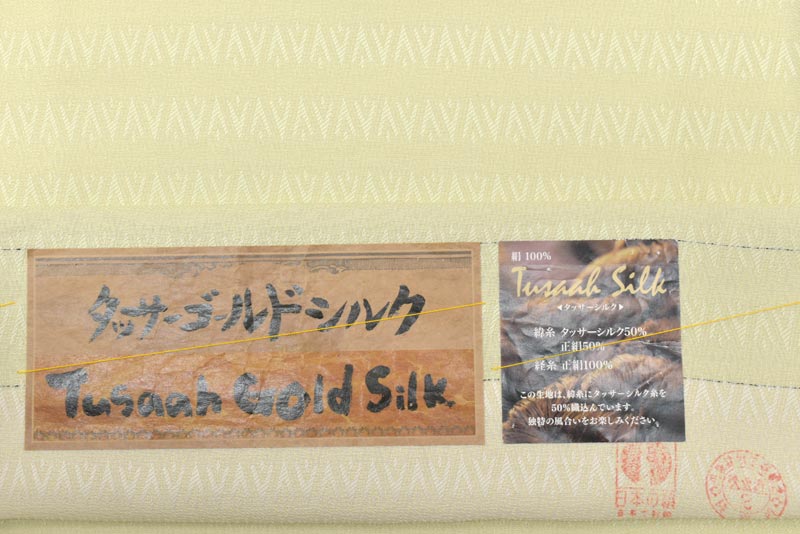 タッサーゴールドシルク
Tusaah Gold Silk
絹 100%
Tusaah Silk
◀タッサーシルク▶
緯糸 タッサーシルク50%
正絹50%
経糸 正絹100%
この生地は、緯糸にタッサーシルク糸を
50%織込んでいます。
独特の風合いをお楽しみください。
日本の絹